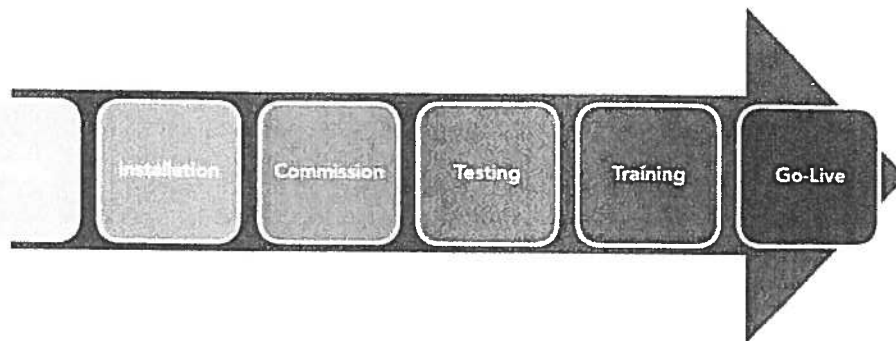 Installation
Commission
Testing
Training
Go-Live